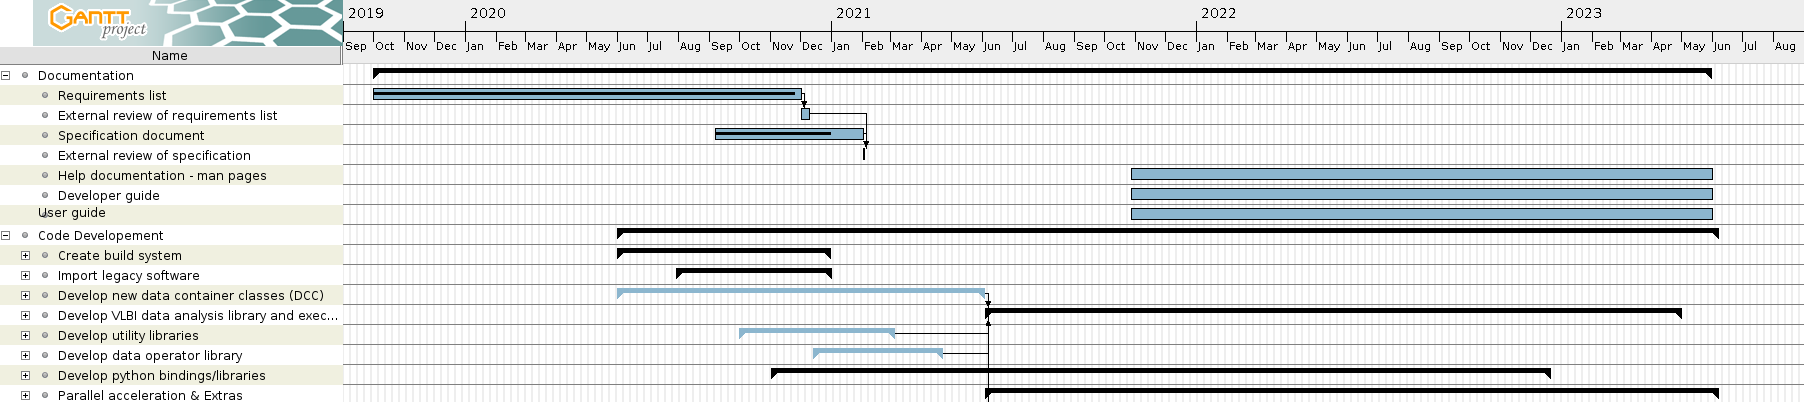 GANTT
project
2019 2020 2021 2022 2023
Sep Oct Nov Dec Jan Feb Mar Apr May Jun Jul Aug Sep Oct Nov Dec Jan Feb Mar Apr May Jun Jul Aug Sep Oct Nov Dec Jan Feb Mar Apr May Jun Jul Aug Sep Oct Nov Dec Jan Feb Mar Apr May Jun Jul Aug
Name
Documentation
Requirements list
External review of requirements list
Specification document
External review of specification
Help documentation - man pages
Developer guide
User guide
Code Developement
Create build system
Import legacy software
Develop new data container classes (DCC)
Develop VLBI data analysis library and exec...
Develop utility libraries
Develop data operator library
Develop python bindings/libraries
Parallel acceleration & Extras